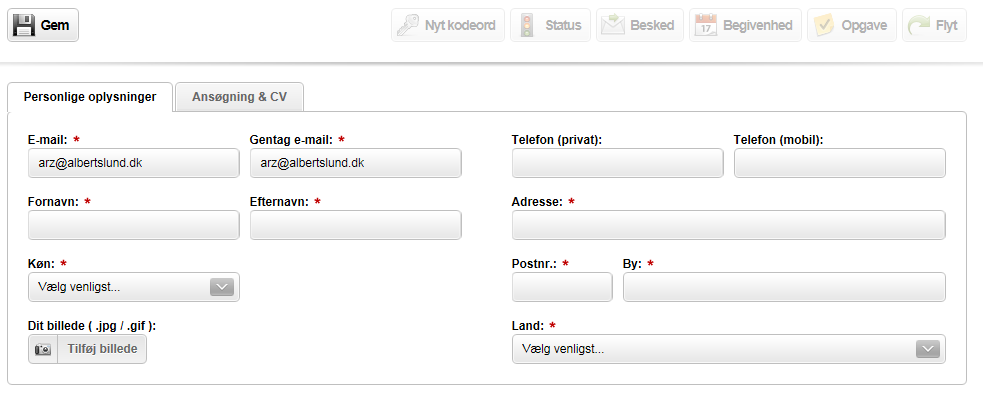 Gem
Nyt kodeord
Status
Besked
17
Begivenhed
Opgave
Flyt
Personlige oplysninger
Ansøgning & CV
E-mail: *
Gentag e-mail: *
Telefon (privat):
Telefon (mobil):
arz@albertslund.dk
arz@albertslund.dk
Fornavn: *
Efternavn: *
Adresse: *
Køn: *
Postnr.: *
By: *
Vælg venligst...
Dit billede ( .jpg / .gif ):
Land: *
Tilføj billede
Vælg venligst...